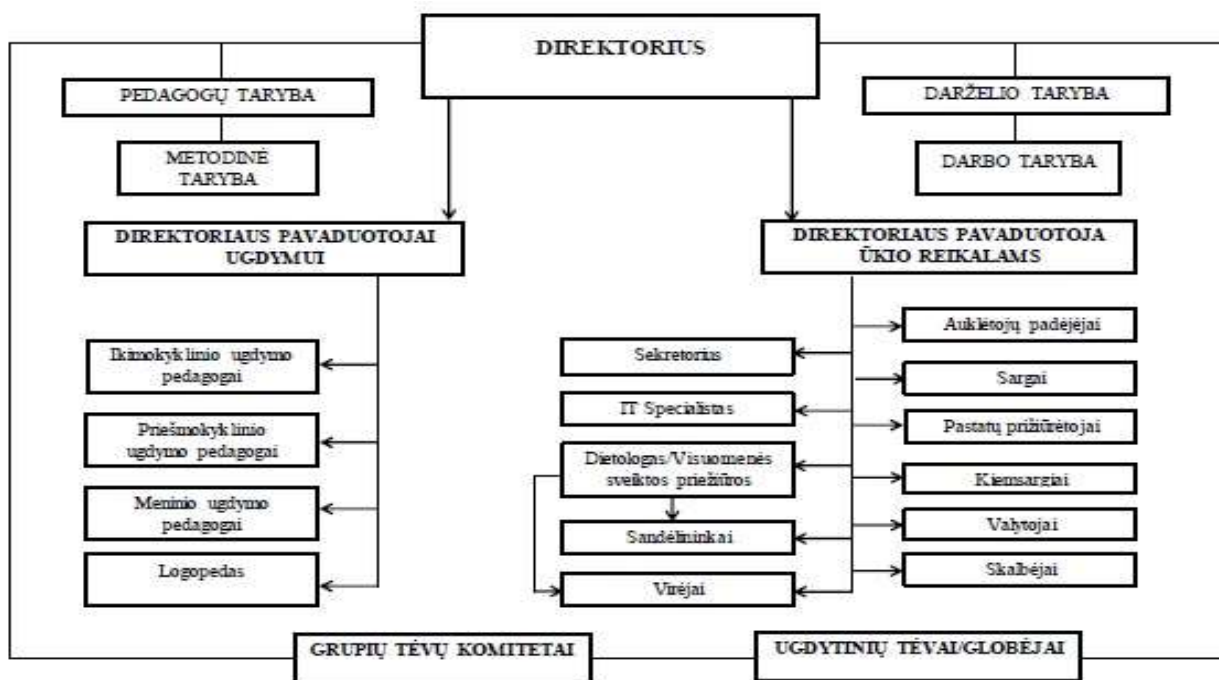 DIREKTORIUS
PEDAGOGŲ TARYBA
DARŽELIO TARYBA
METODINĖ
TARYBA
DARBO TARYBA
DIREKTORIAUS PAVADUOTOJAI
UGDYMUI
DIREKTORIAUS PAVADUOTOJA
ŪKIO REIKALAMS
Ikimokyklinio ugdymo
pedagogai
Priešmokyklinio
ugdymo pedagogai
Meninio ugdymo
pedagogai
Logopedas
Sekretorius
IT Specialistas
Dietologas/Visuomenės
sveiktos priežiūros
Sandėlininkai
Virėjai
Auklėtojų padėjėjai
Sargai
Pastatų prižiūrėtojai
Kiemsargiai
Valytojai
Skalbėjai
GRUPIŲ TĖVŲ KOMITETAI
UGDYTINIŲ TĖVAI/GLOBĖJAI